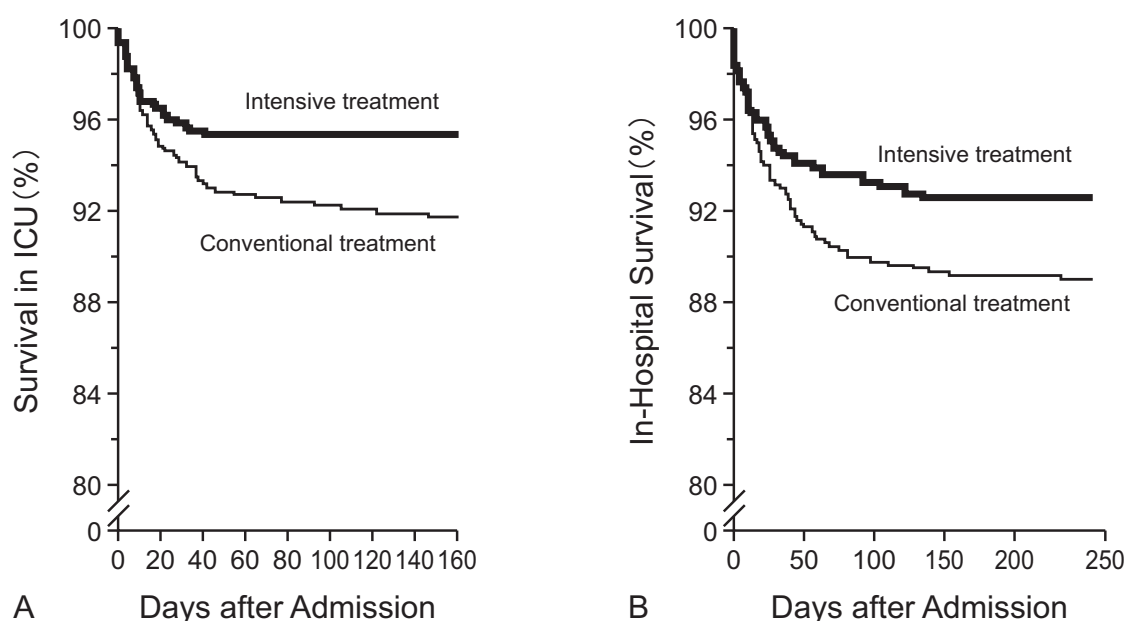 100
96
92
88
84
80
0
Survival in ICU (%)
Intensive treatment
Conventional treatment
0 20 40 60 80 100 120 140 160
A Days after Admission
100
96
92
88
84
80
0
In-Hospital Survival (%)
Intensive treatment
Conventional treatment
0 50 100 150 200 250
B Days after Admission